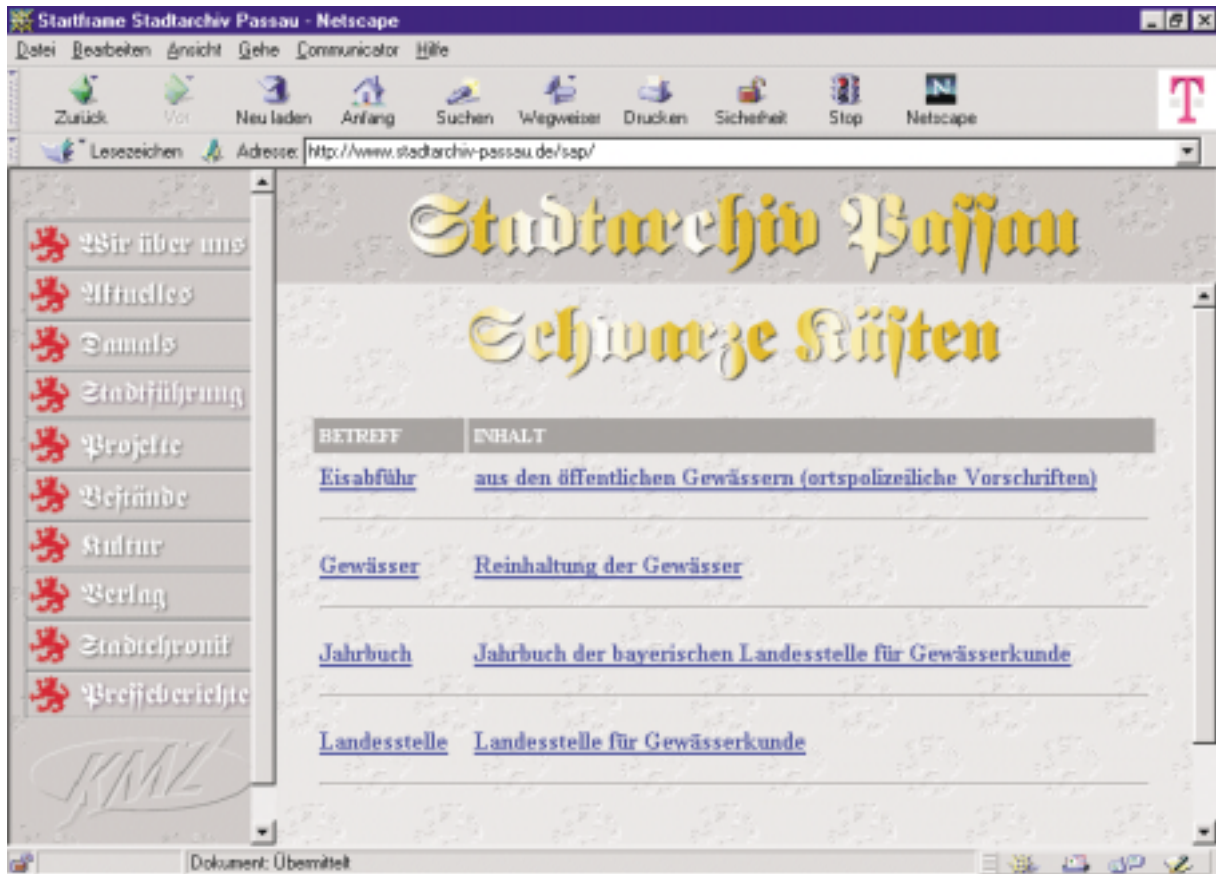 Startframe Stadtarchiv Passau - Netscape
Datei Bearbeiten Ansicht Gehe Communicator Hilfe
Zurück Vor Neu laden Anfang Suchen Wegweiser Drucken Sicherheit Stop Netscape
N
T
Lesezeichen Adresse: http://www.stadtarchiv-passau.de/sap/
Stadtarchiv Passau
Schwarze Kästen
Wir über uns
Aktuelles
Damals
Stadtführung
Projekte
Bestände
Kultur
Verlag
Stadtchronik
Presseberichte
KMZ
BETREFF INHALT
Eisabführ aus den öffentlichen Gewässern (ortspolizeiliche Vorschriften)
Gewässer Reinhaltung der Gewässer
Jahrbuch Jahrbuch der bayerischen Landesstelle für Gewässerkunde
Landesstelle Landesstelle für Gewässerkunde
Dokument: Übermittelt